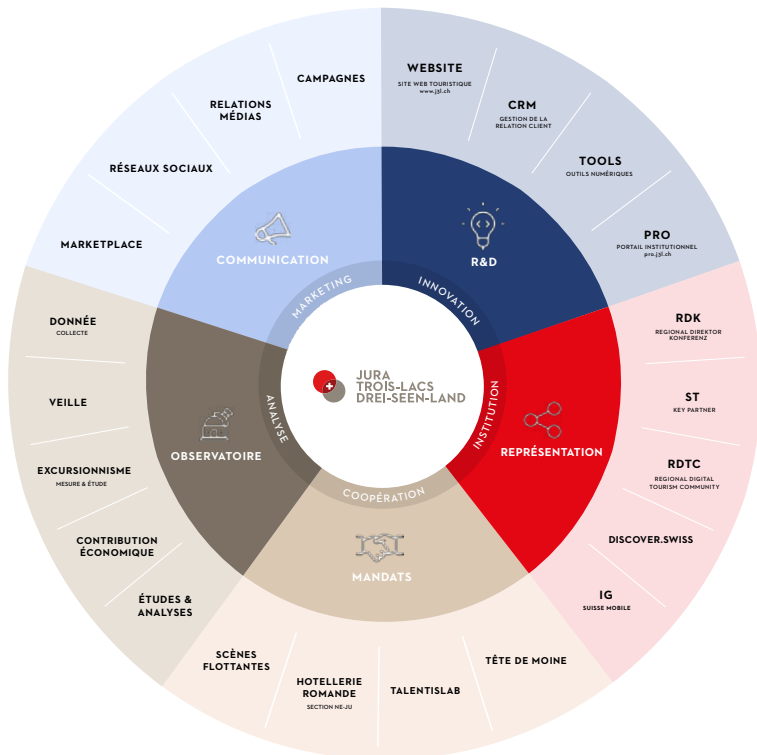 CAMPAGNES
RELATIONS
MÉDIAS
RÉSEAUX SOCIAUX
MARKETPLACE
COMMUNICATION
MARKETING
WEBSITE
SITE WEB TOURISTIQUE
www.j3l.ch
CRM
GESTION DE LA
RELATION CLIENT
TOOLS
OUTILS NUMÉRIQUES
PRO
PORTAIL INSTITUTIONNEL
pro.j3l.ch
R&D
INNOVATION
RDK
REGIONAL DIREKTOR
KONFERENZ
ST
KEY PARTNER
RDTC
REGIONAL DIGITAL
TOURISM COMMUNITY
DISCOVER.SWISS
IG
SUISSE MOBILE
REPRÉSENTATION
INSTITUTION
TÊTE DE MOINE
TALENTISLAB
HOTELLERIE
ROMANDE
SECTION NE-JU
SCÈNES
FLOTTANTES
MANDATS
COOPÉRATION
ÉTUDES &
ANALYSES
CONTRIBUTION
ÉCONOMIQUE
EXCURSIONNISME
MESURE & ÉTUDE
VEILLE
DONNÉE
COLLECTE
OBSERVATOIRE
ANALYSE
JURA
TROIS-LACS
DREI-SEEN-LAND